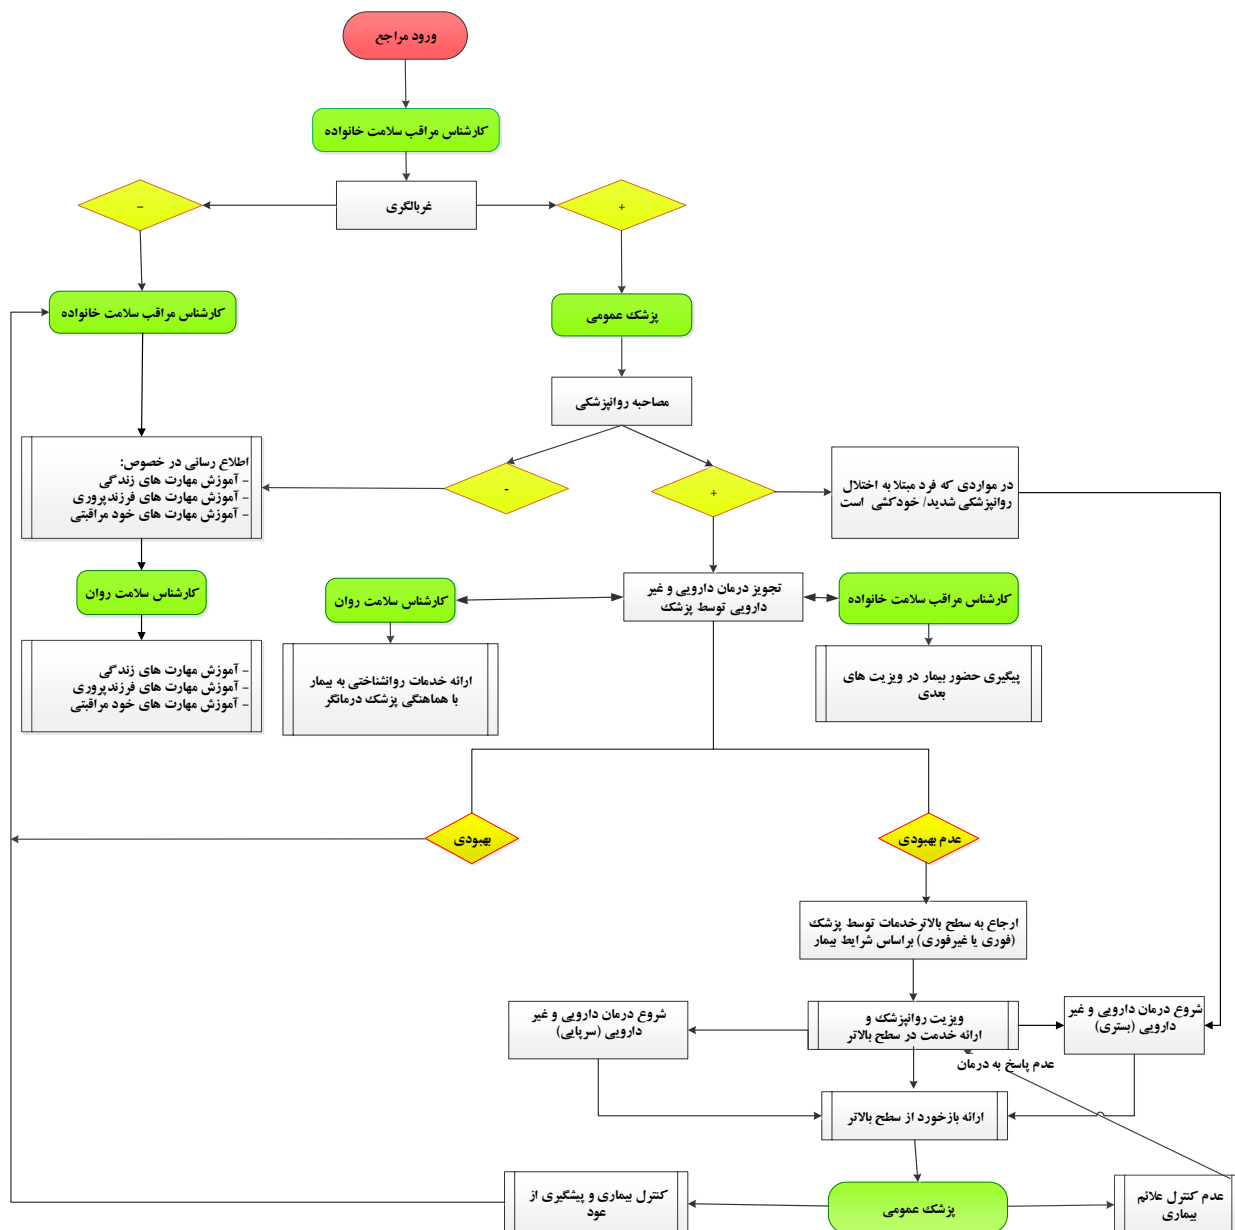 ورود مراجع
کارشناس مراقب سلامت خانواده
غربالگری
–
+
کارشناس مراقب سلامت خانواده
پزشک عمومی
مصاحبه روانپزشکی
اطلاع رسانی در خصوص:
– آموزش مهارت های زندگی
– آموزش مهارت های فرزندپروری
– آموزش مهارت های خود مراقبتی
-
+
در مواردی که فرد مبتلا به اختلال
روانپزشکی شدید/ خودکشی است
کارشناس سلامت روان
کارشناس سلامت روان
تجویز درمان دارویی و غیر
دارویی توسط پزشک
کارشناس مراقب سلامت خانواده
– آموزش مهارت های زندگی
– آموزش مهارت های فرزندپروری
– آموزش مهارت های خود مراقبتی
ارائه خدمات روانشناختی به بیمار
با هماهنگی پزشک درمانگر
پیگیری حضور بیمار در ویزیت های
بعدی
بهبودی
عدم بهبودی
ارجاع به سطح بالاترخدمات توسط پزشک
(فوری یا غیرفوری) براساس شرایط بیمار
شروع درمان دارویی و غیر
دارویی (سرپایی)
ویزیت روانپزشک و
ارائه خدمت در سطح بالاتر
شروع درمان دارویی و غیر
دارویی (بستری)
عدم پاسخ به درمان
ارائه بازخورد از سطح بالاتر
کنترل بیماری و پیشگیری از
عود
پزشک عمومی
عدم کنترل علائم
بیماری